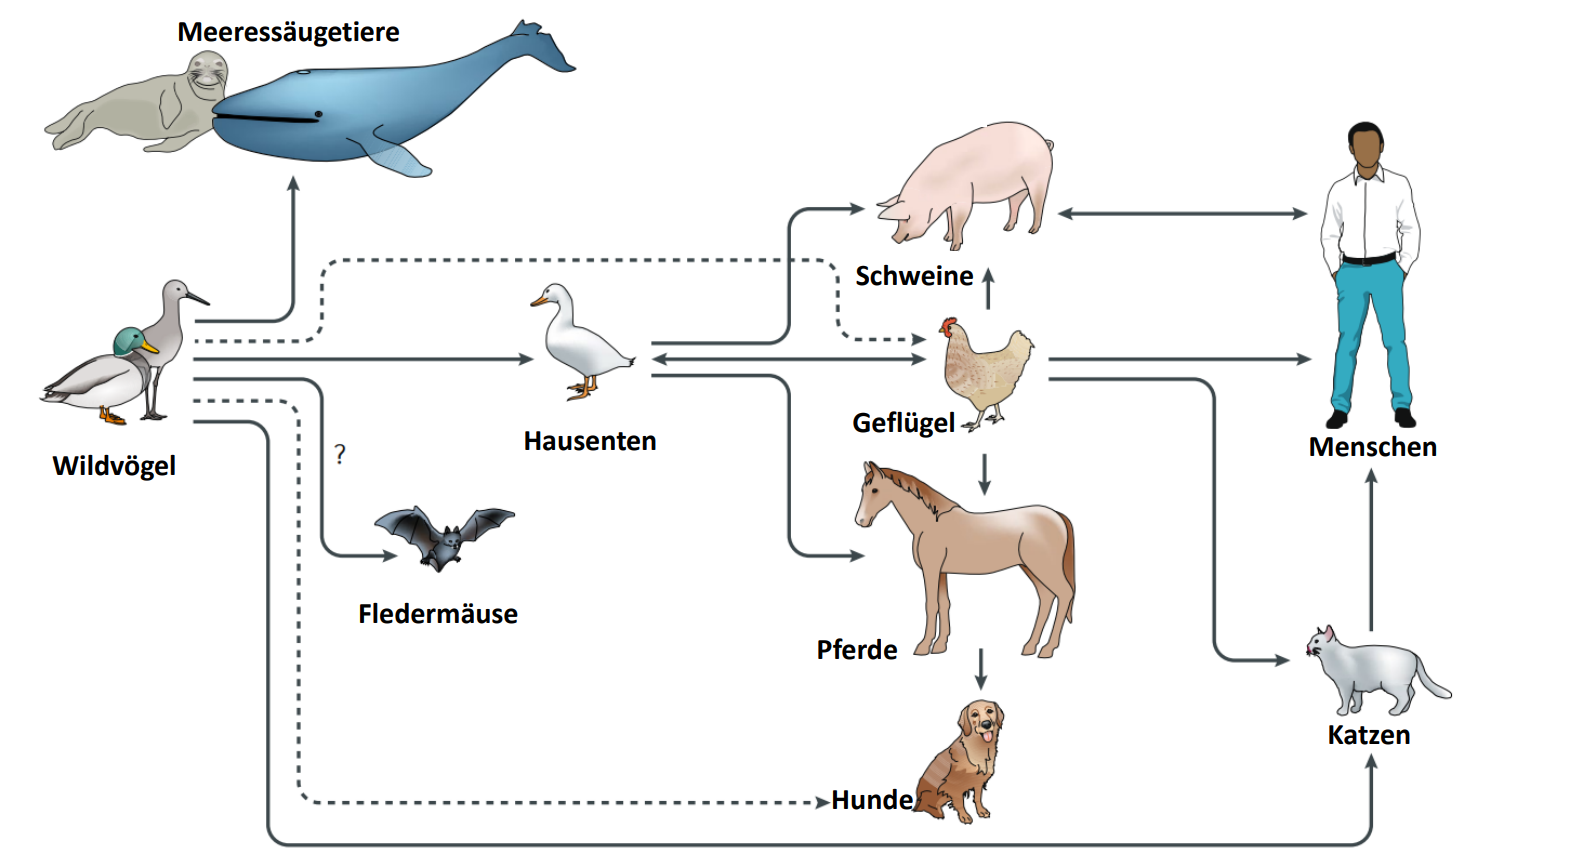 Meeressäugetiere
Schweine
Geflügel
Hausenten
Menschen
Wildvögel
?
Fledermäuse
Pferde
Katzen
Hunde